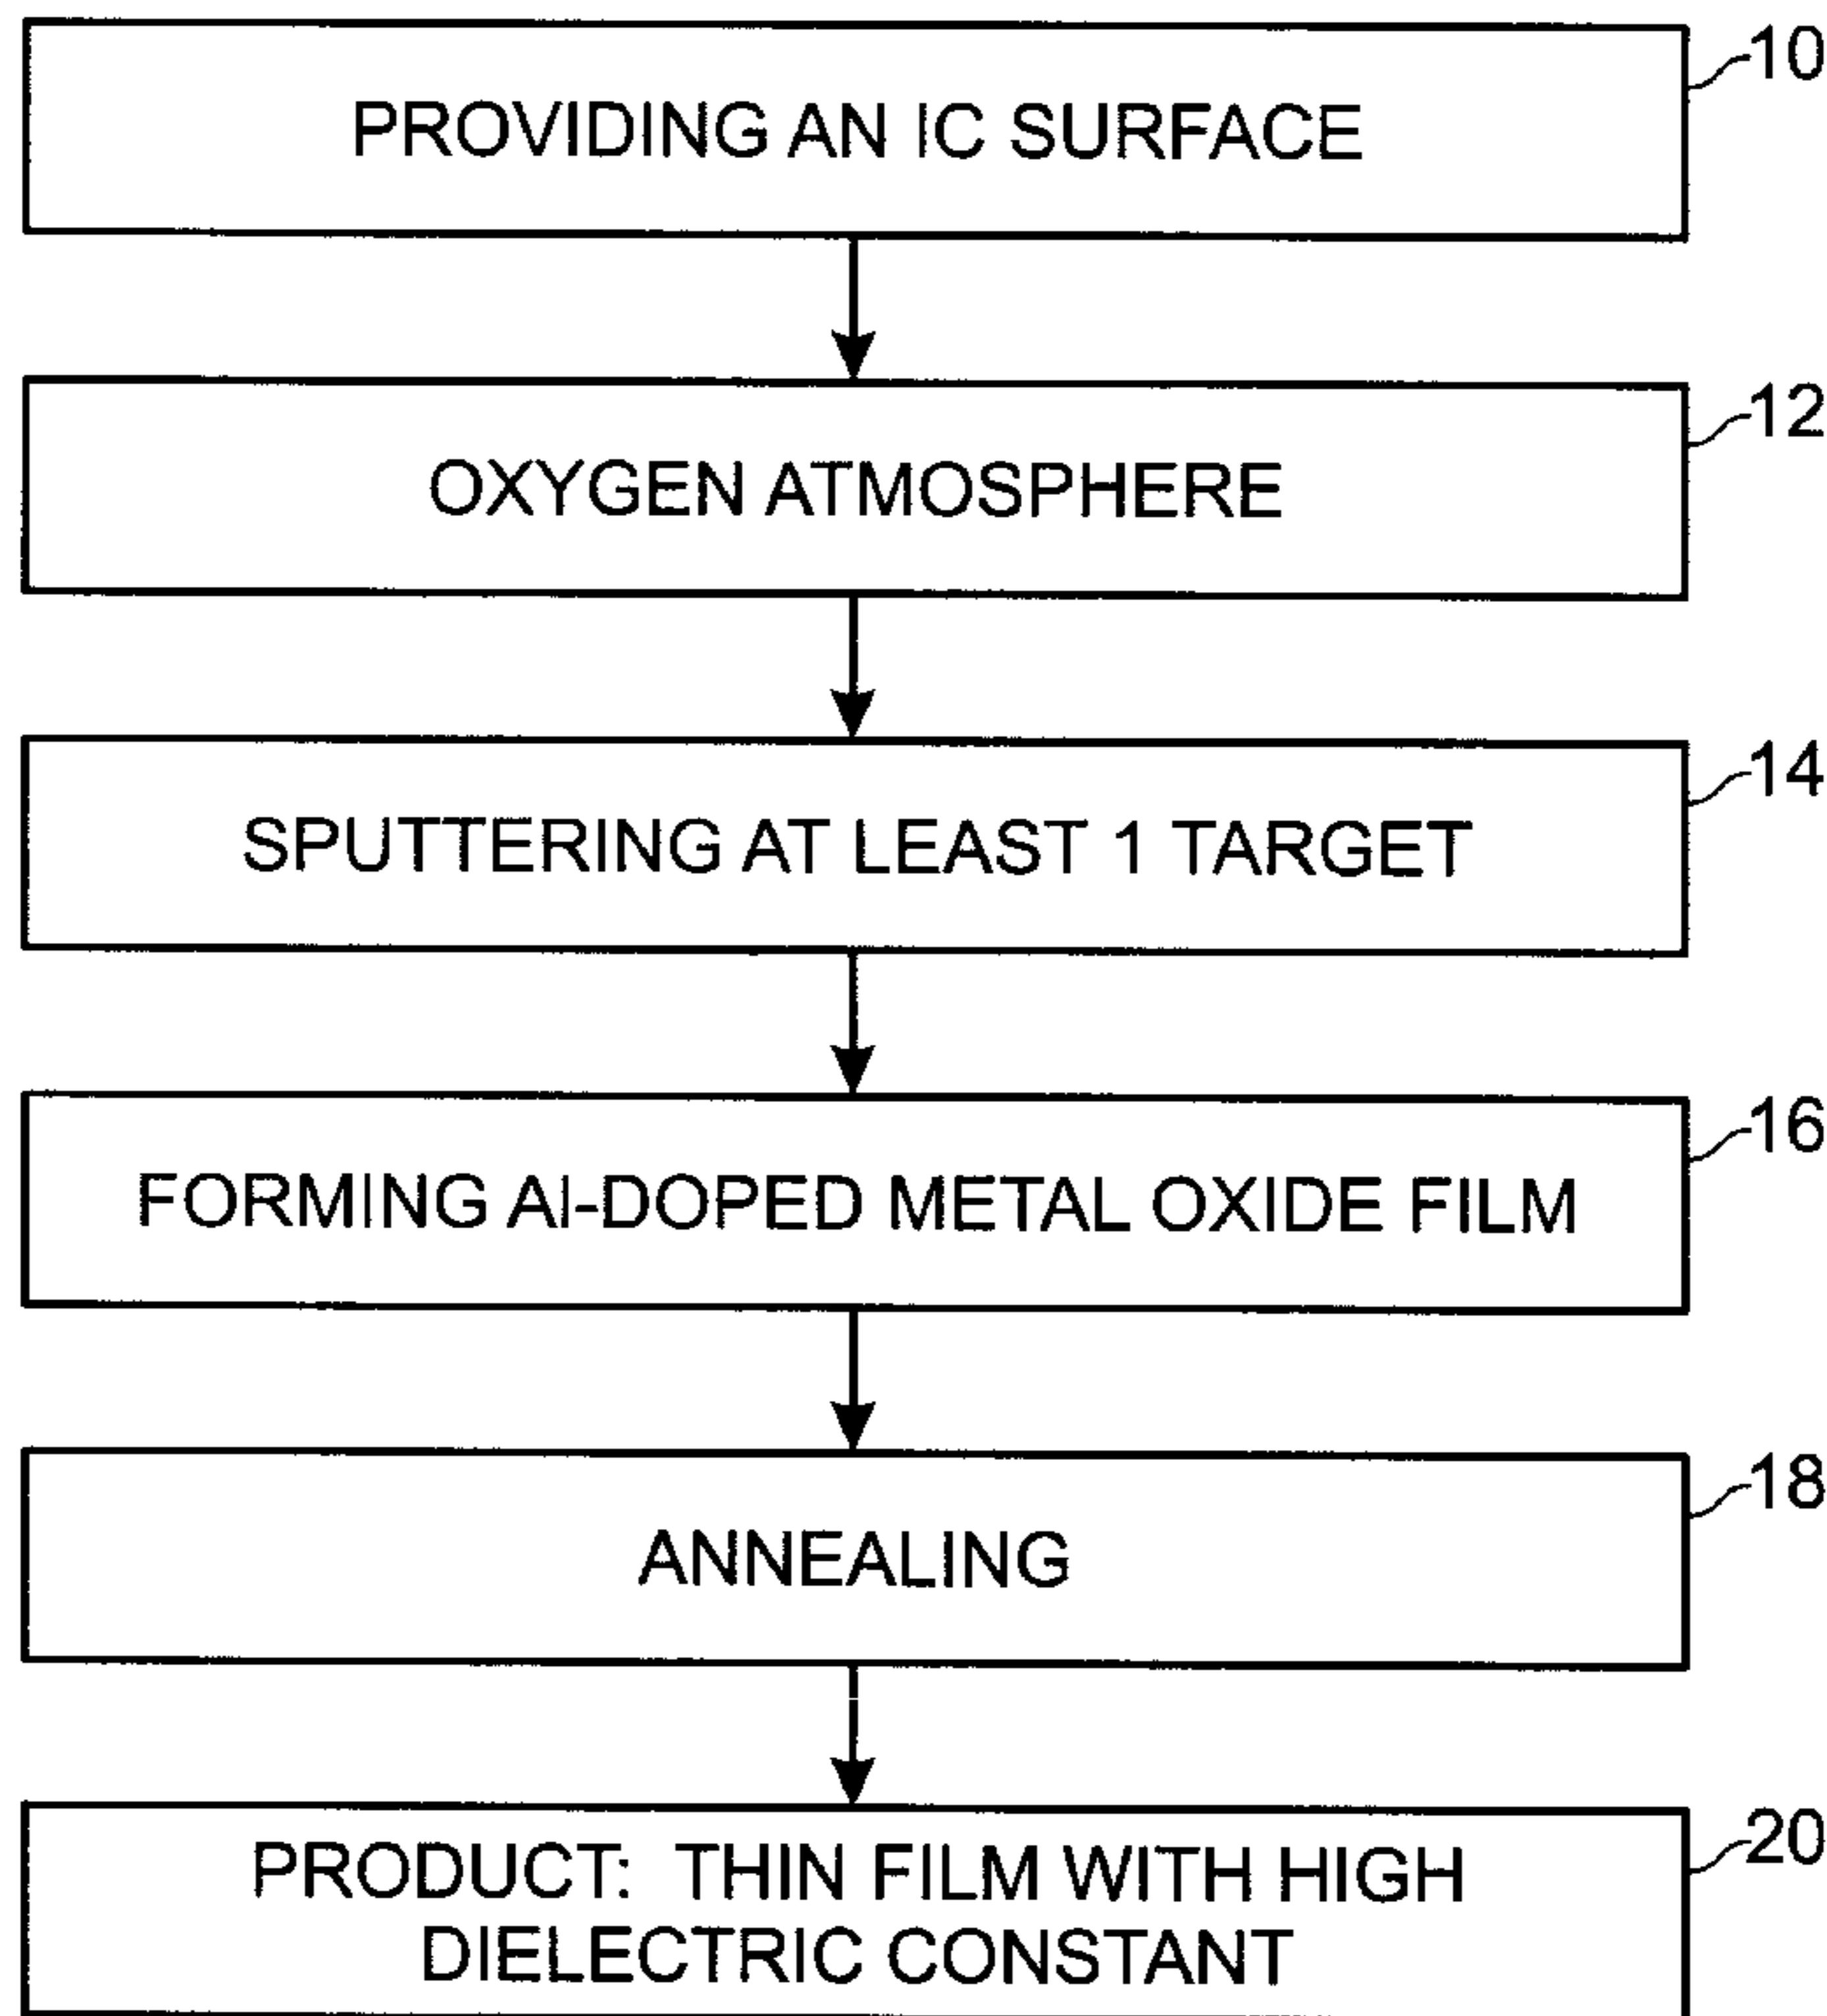 PROVIDING AN IC SURFACE
10
OXYGEN ATMOSPHERE
12
SPUTTERING AT LEAST 1 TARGET
14
FORMING Al-DOPED METAL OXIDE FILM
16
ANNEALING
18
PRODUCT: THIN FILM WITH HIGH
DIELECTRIC CONSTANT
20